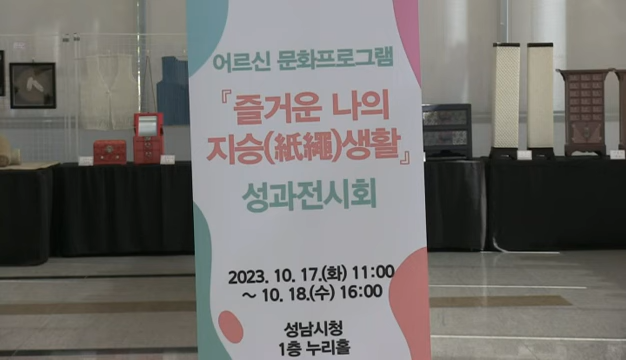 어르신 문화프로그램
『즐거운 나의
지승(紙繩)생활』
성과전시회
2023. 10. 17.(화) 11:00
~ 10. 18.(수) 16:00
성남시청
1층 누리홀